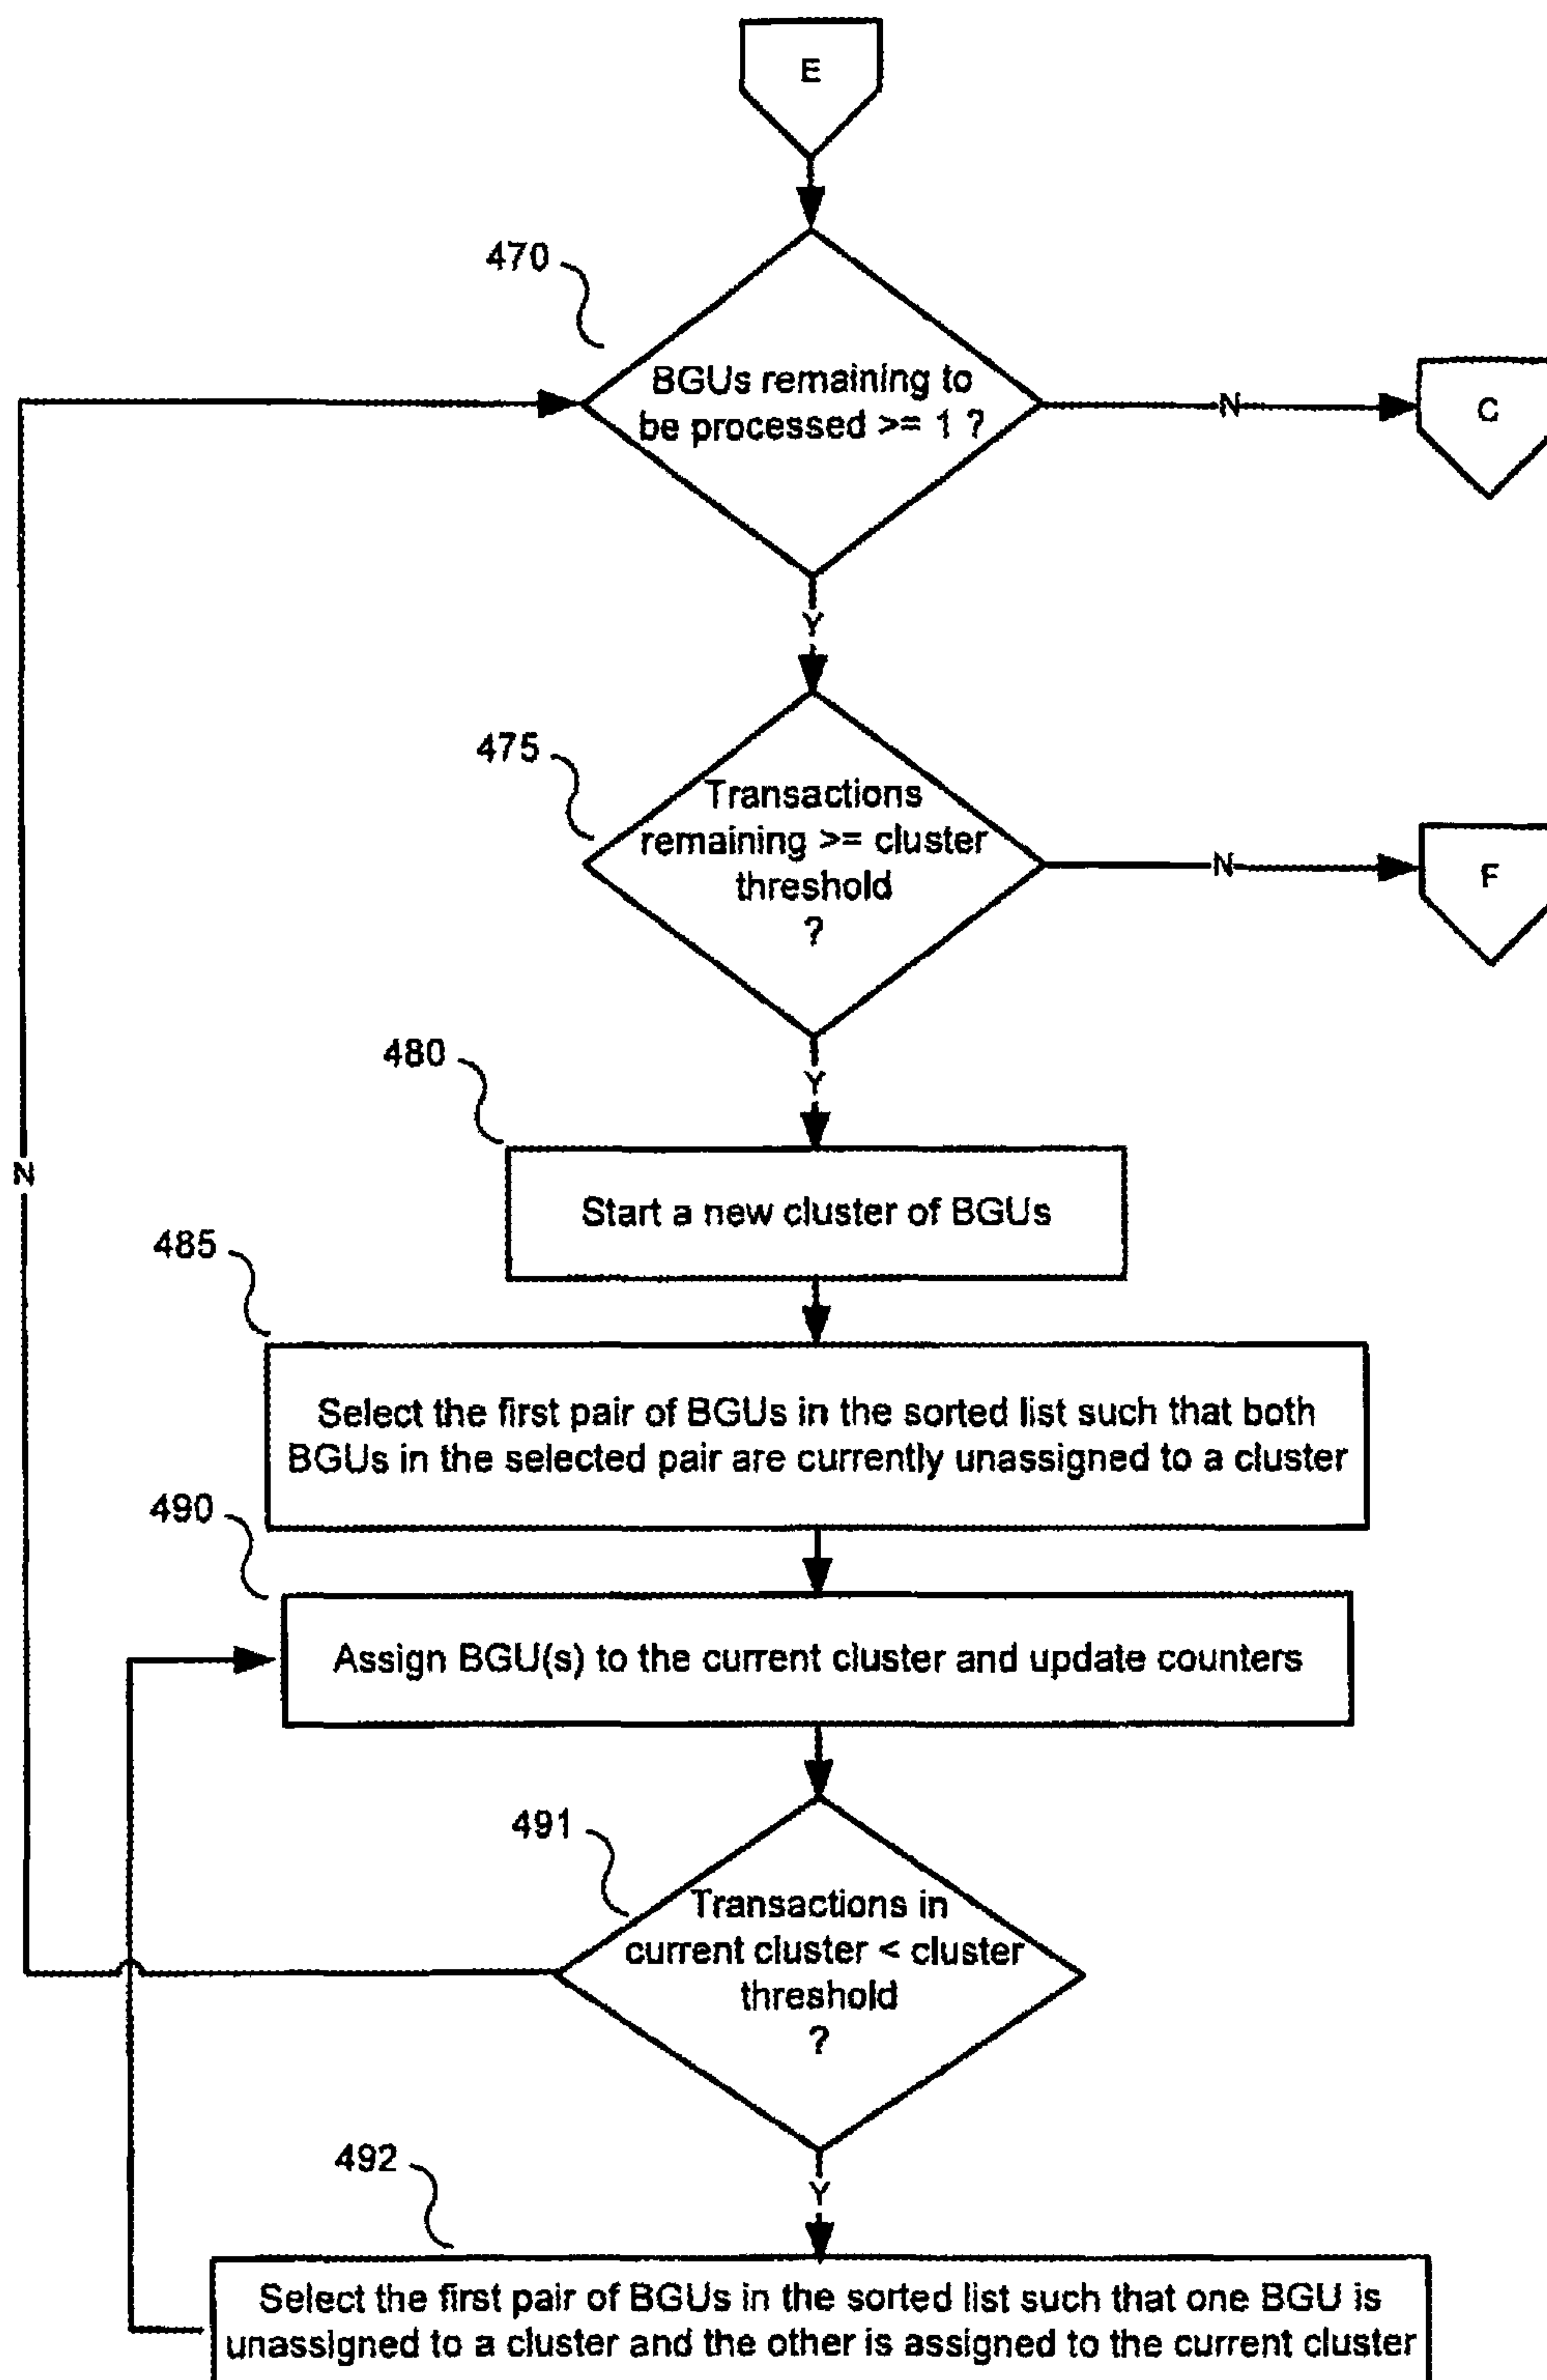 E
470
BGUs remaining to
be processed >= 1 ?
N
C
Y
475
Transactions
remaining >= cluster
threshold
?
N
F
Y
480
Start a new cluster of BGUs
N
485
Select the first pair of BGUs in the sorted list such that both
BGUs in the selected pair are currently unassigned to a cluster
490
Assign BGU(s) to the current cluster and update counters
491
Transactions in
current cluster < cluster
threshold
?
Y
492
Select the first pair of BGUs in the sorted list such that one BGU is
unassigned to a cluster and the other is assigned to the current cluster